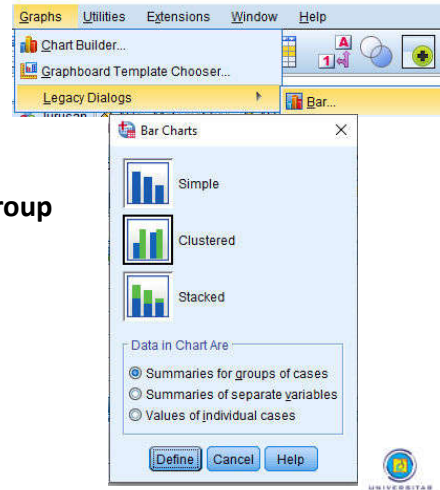 Graphs Utilities Extensions Window Help
Chart Builder...
Graphboard Template Chooser...
Legacy Dialogs
Bar...
Bar Charts
roup
Simple
Clustered
Stacked
Data in Chart Are
Summaries for groups of cases
Summaries of separate variables
Values of individual cases
Define Cancel Help
UNIVERSITAS